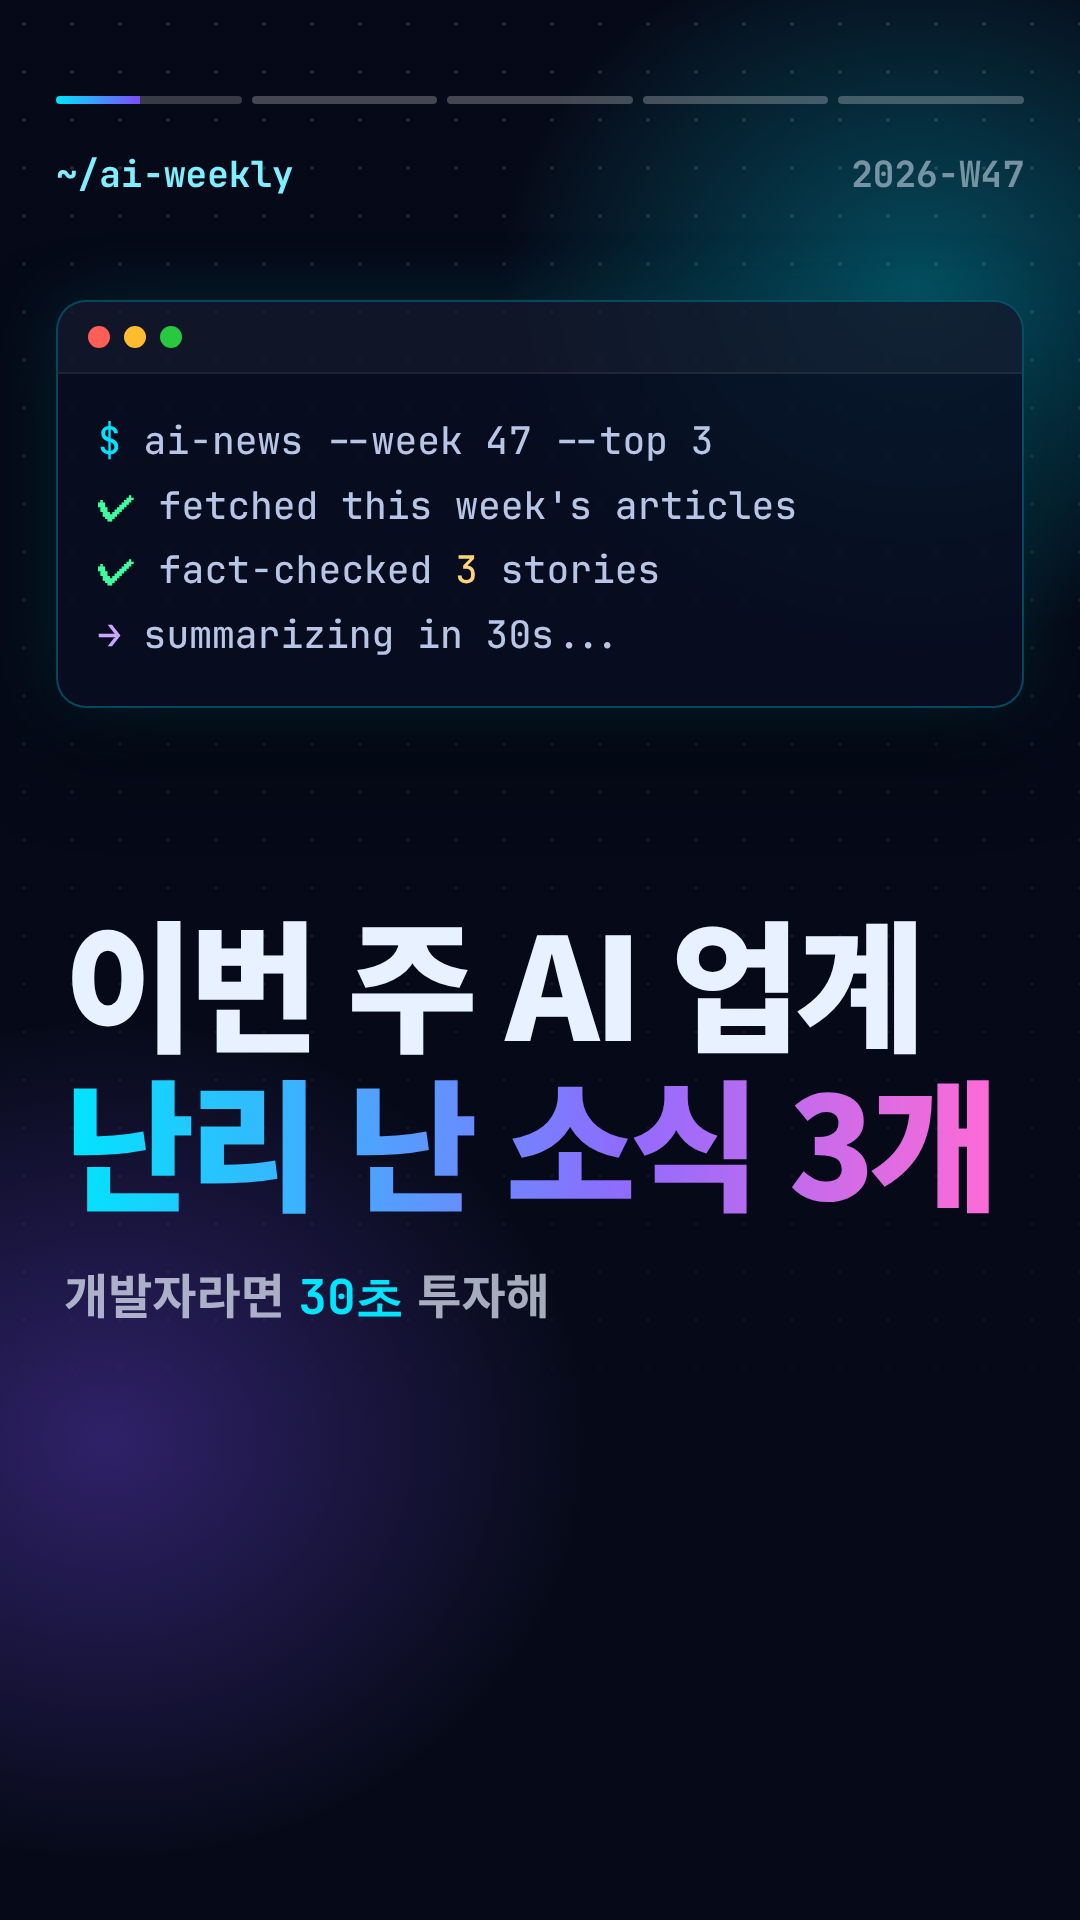 ~/ai-weekly
2026-W47
$ ai-news --week 47 --top 3
✔ fetched this week's articles
✔ fact-checked 3 stories
→ summarizing in 30s...
이번 주 AI 업계
난리 난 소식 3개
개발자라면 30초 투자해